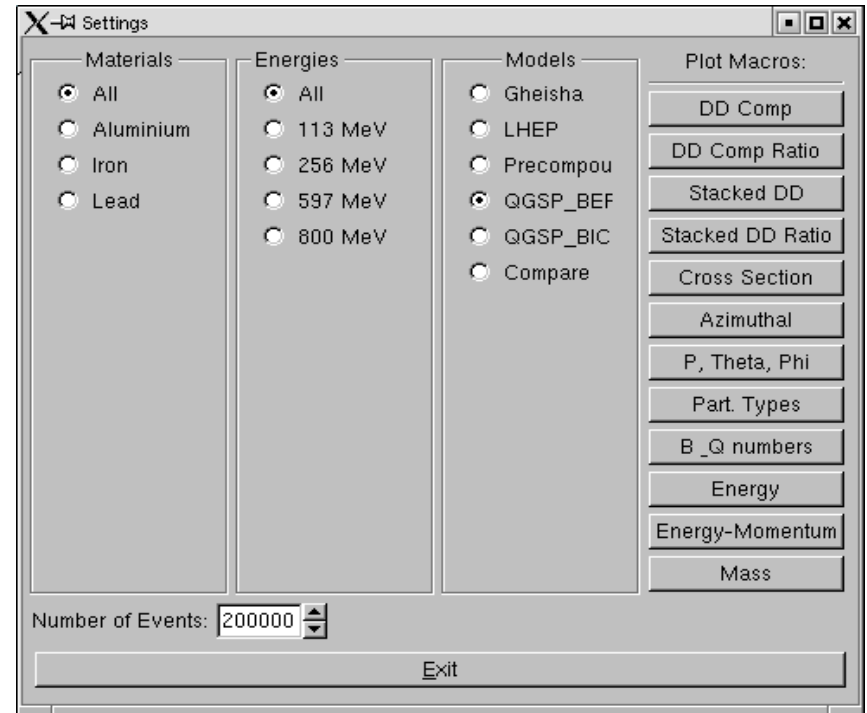 Settings
Materials
All
Aluminium
Iron
Lead
Energies
All
113 MeV
256 MeV
597 MeV
800 MeV
Models
Gheisha
LHEP
Precompou
QGSP_BEF
QGSP_BIC
Compare
Plot Macros:
DD Comp
DD Comp Ratio
Stacked DD
Stacked DD Ratio
Cross Section
Azimuthal
P, Theta, Phi
Part. Types
B _Q numbers
Energy
Energy-Momentum
Mass
Number of Events: 200000
Exit